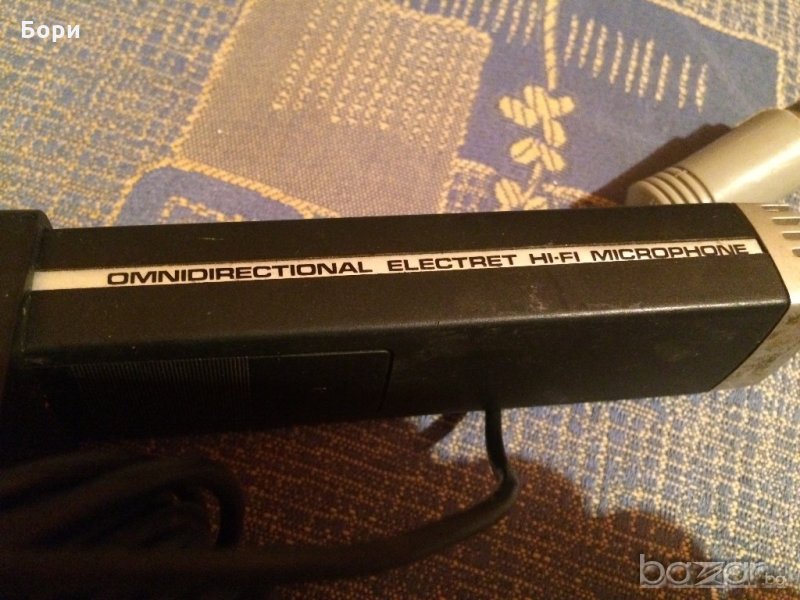 Бори
OMNIDIRECTIONAL ELECTRET HI-FI MICROPHONE
bazar.bg